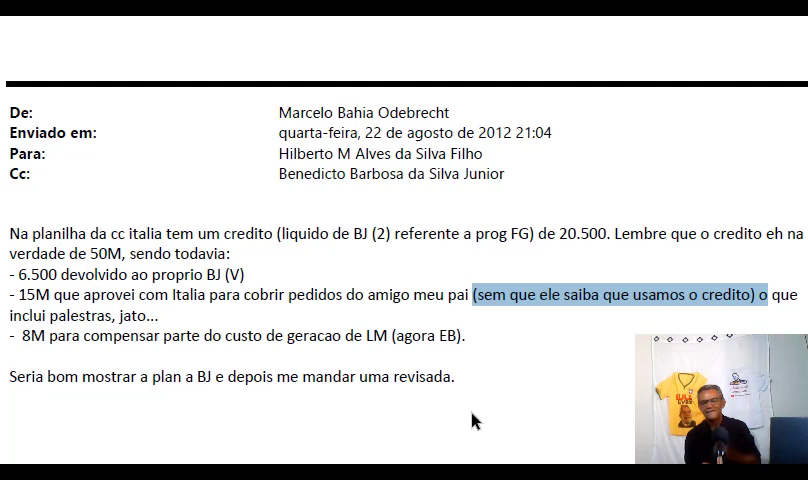 De: Marcelo Bahia Odebrecht
Enviado em: quarta-feira, 22 de agosto de 2012 21:04
Para: Hilberto M Alves da Silva Filho
Cc: Benedicto Barbosa da Silva Junior
Na planilha da cc italia tem um credito (liquido de BJ (2) referente a prog FG) de 20.500. Lembre que o credito eh na
verdade de 50M, sendo todavia:
- 6.500 devolvido ao proprio BJ (V)
- 15M que aprovei com Italia para cobrir pedidos do amigo meu pai (sem que ele saiba que usamos o credito) o que
inclui palestras, jato...
- 8M para compensar parte do custo de geracao de LM (agora EB).
Seria bom mostrar a plan a BJ e depois me mandar uma revisada.